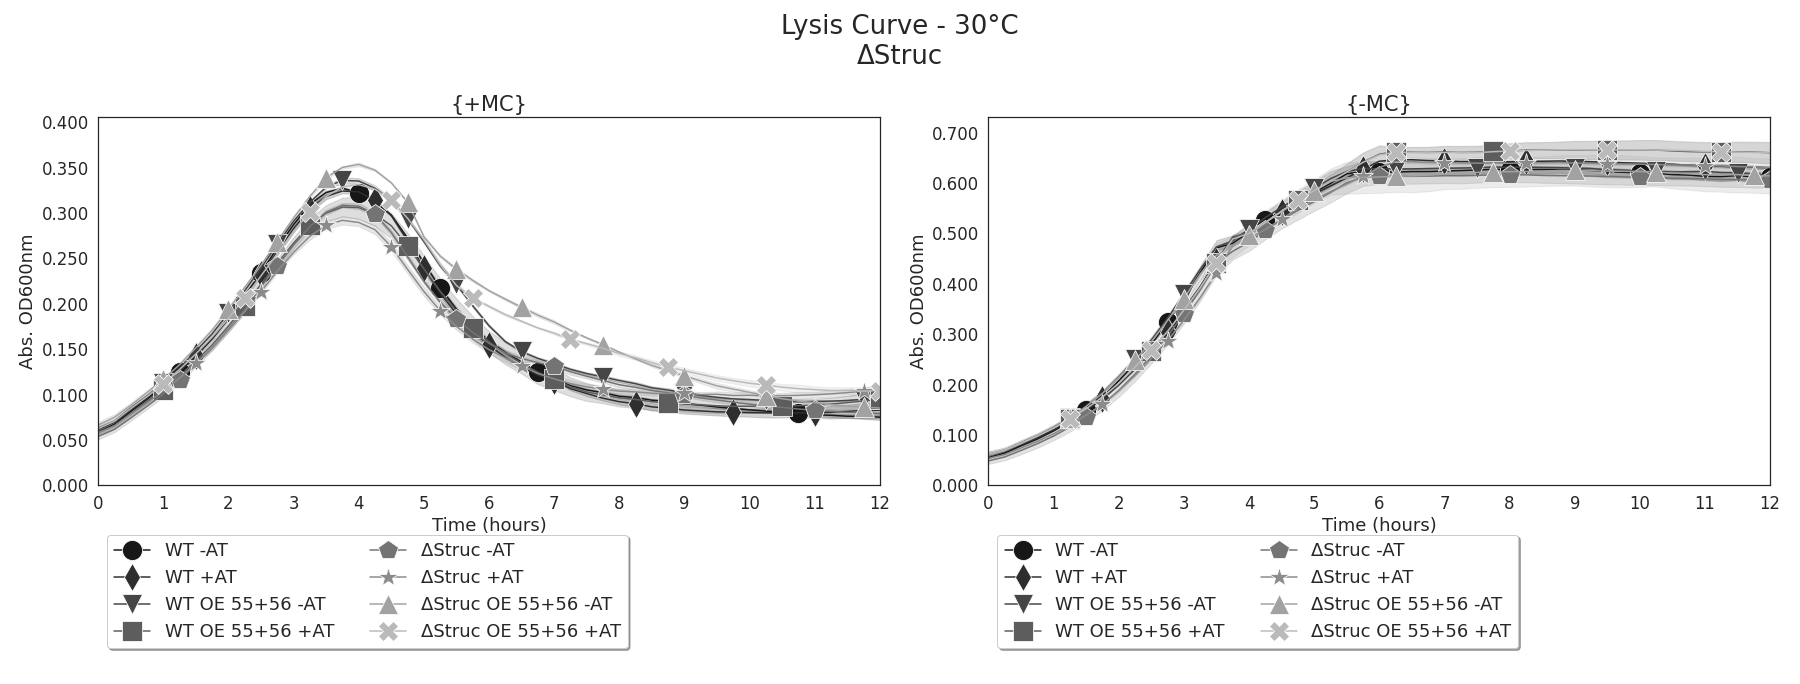 Lysis Curve - 30°C
ΔStruc
{+MC}
0.400
0.350
0.300
0.250
0.200
0.150
0.100
0.050
0.000
Abs. OD600nm
0 1 2 3 4 5 6 7 8 9 10 11 12
Time (hours)
WT -AT
WT +AT
WT OE 55+56 -AT
WT OE 55+56 +AT
ΔStruc -AT
ΔStruc +AT
ΔStruc OE 55+56 -AT
ΔStruc OE 55+56 +AT
{-MC}
0.700
0.600
0.500
0.400
0.300
0.200
0.100
0.000
Abs. OD600nm
0 1 2 3 4 5 6 7 8 9 10 11 12
Time (hours)
WT -AT
WT +AT
WT OE 55+56 -AT
WT OE 55+56 +AT
ΔStruc -AT
ΔStruc +AT
ΔStruc OE 55+56 -AT
ΔStruc OE 55+56 +AT